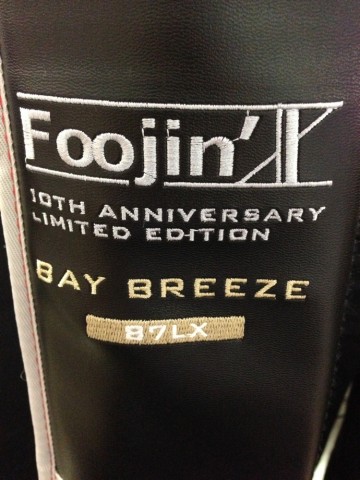 Foojin' X
10TH ANNIVERSARY
LIMITED EDITION
BAY BREEZE
87LX